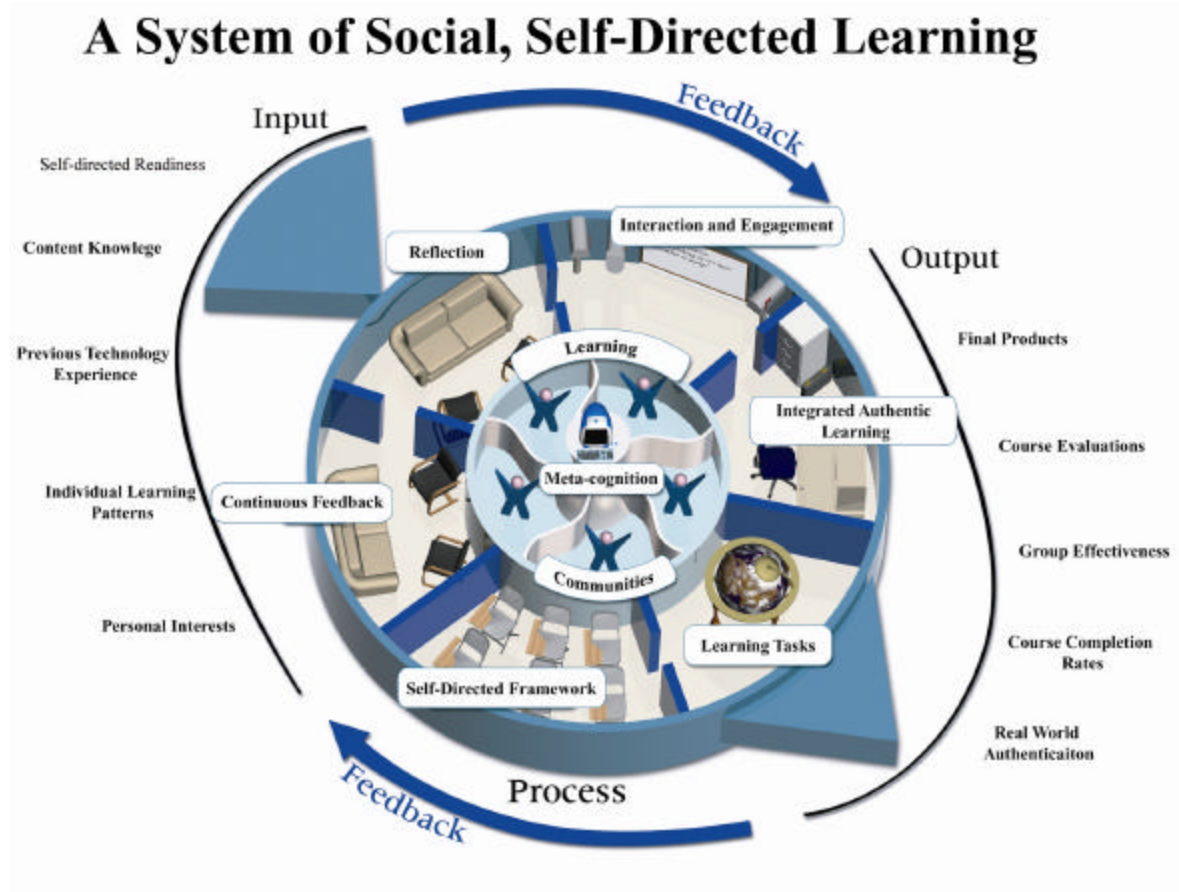 A System of Social, Self-Directed Learning
Input
Feedback
Self-directed Readiness
Content Knowlege
Previous Technology
Experience
Individual Learning
Patterns
Personal Interests
Reflection
Interaction and Engagement
Learning
Integrated Authentic
Learning
Meta-cognition
Continuous Feedback
Communities
Learning Tasks
Self-Directed Framework
Output
Final Products
Course Evaluations
Group Effectiveness
Course Completion
Rates
Real World
Authenticaiton
Process
Feedback